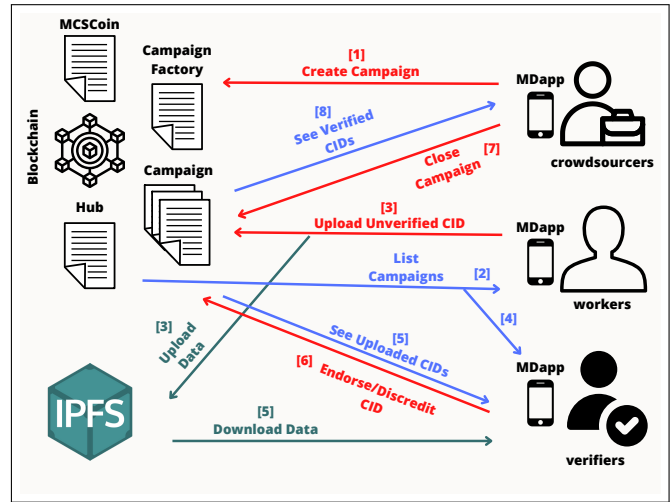 MCSCoin
Campaign
Factory
[1]
Create Campaign
MDapp
crowdsourcers
Blockchain
[8]
See Verified
CIDs
Close
Campaign
[7]
Campaign
[3]
Upload Unverified CID
MDapp
workers
Hub
List
Campaigns
[2]
[4]
[3]
Upload
Data
[5]
See Uploaded CIDs
[6]
Endorse/Discredit
CID
MDapp
verifiers
IPFS
[5]
Download Data